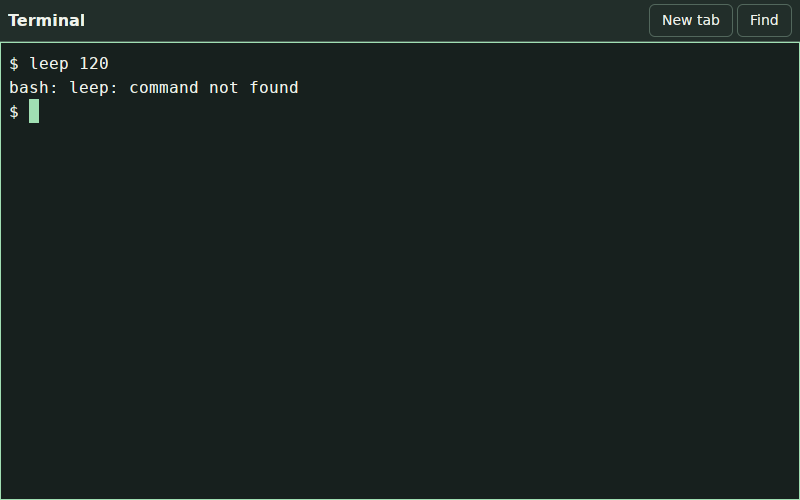 Terminal
New tab
Find
$ leep 120
bash: leep: command not found
$